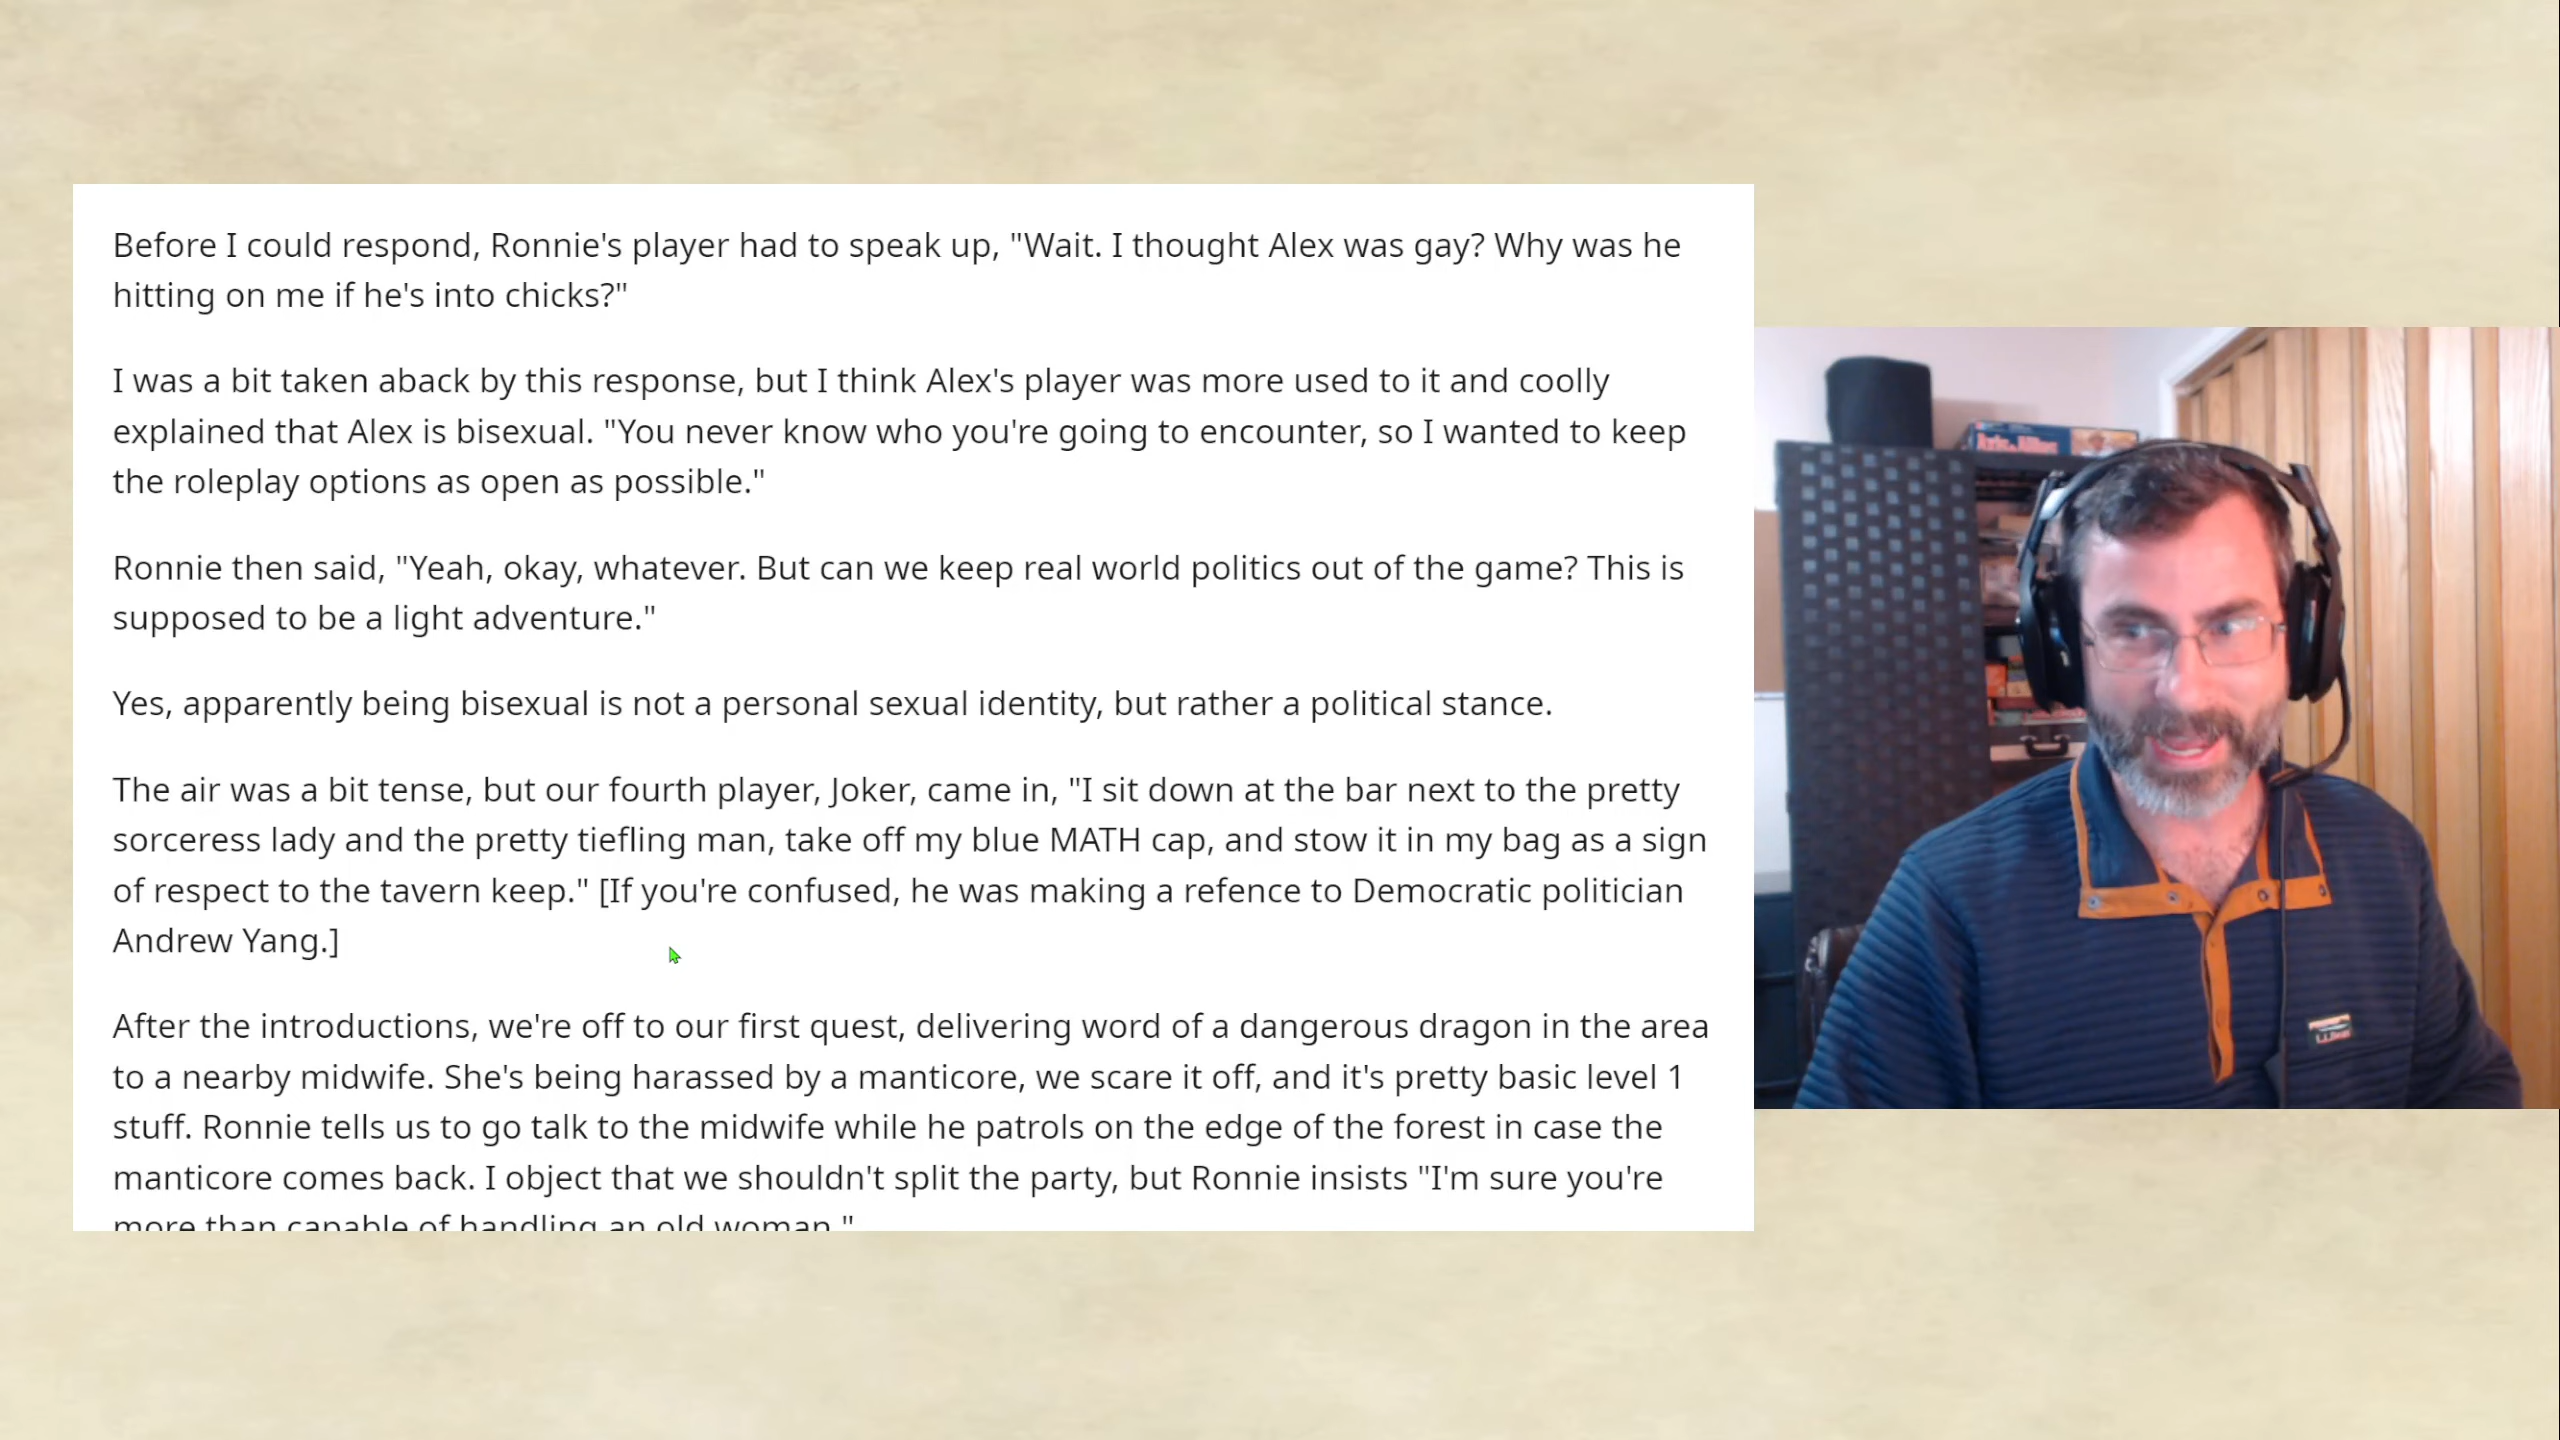 Before I could respond, Ronnie's player had to speak up, "Wait. I thought Alex was gay? Why was he
hitting on me if he's into chicks?"
I was a bit taken aback by this response, but I think Alex's player was more used to it and coolly
explained that Alex is bisexual. "You never know who you're going to encounter, so I wanted to keep
the roleplay options as open as possible."
Ronnie then said, "Yeah, okay, whatever. But can we keep real world politics out of the game? This is
supposed to be a light adventure."
Yes, apparently being bisexual is not a personal sexual identity, but rather a political stance.
The air was a bit tense, but our fourth player, Joker, came in, "I sit down at the bar next to the pretty
sorceress lady and the pretty tiefling man, take off my blue MATH cap, and stow it in my bag as a sign
of respect to the tavern keep." [If you're confused, he was making a refence to Democratic politician
Andrew Yang.]
After the introductions, we're off to our first quest, delivering word of a dangerous dragon in the area
to a nearby midwife. She's being harassed by a manticore, we scare it off, and it's pretty basic level 1
stuff. Ronnie tells us to go talk to the midwife while he patrols on the edge of the forest in case the
manticore comes back. I object that we shouldn't split the party, but Ronnie insists "I'm sure you're
more than capable of handling an old woman."
Axis & Allies
L.L.Bean